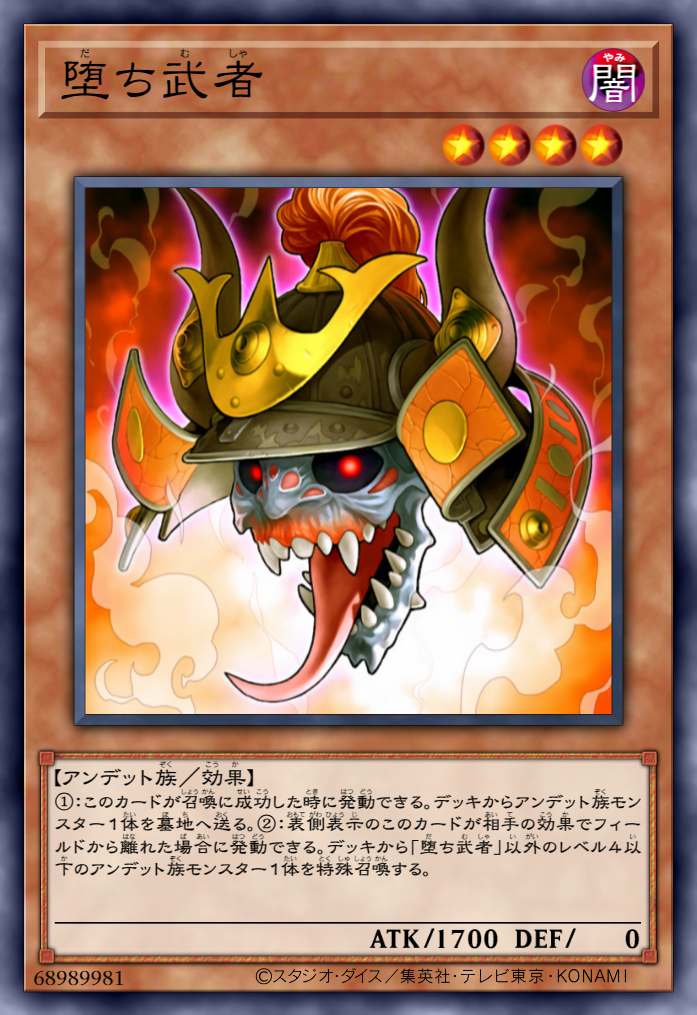 堕ち武者
闇
【アンデット族／効果】
①：このカードが召喚に成功した時に発動できる。デッキからアンデット族モン
スター１体を墓地へ送る。②：表側表示のこのカードが相手の効果でフィー
ルドから離れた場合に発動できる。デッキから「堕ち武者」以外のレベル４以
下のアンデット族モンスター１体を特殊召喚する。
ATK/1700 DEF/ 0
68989981 ©スタジオ・ダイス／集英社・テレビ東京・KONAMI